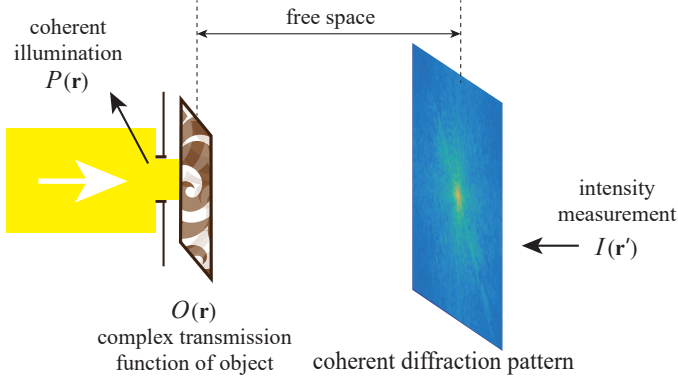 coherent
illumination
P(r)
free space
intensity
measurement
I(r′)
O(r)
complex transmission
function of object
coherent diffraction pattern